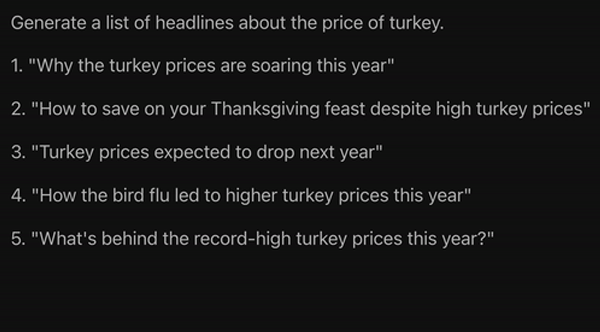 Generate a list of headlines about the price of turkey.
1. "Why the turkey prices are soaring this year"
2. "How to save on your Thanksgiving feast despite high turkey prices"
3. "Turkey prices expected to drop next year"
4. "How the bird flu led to higher turkey prices this year"
5. "What's behind the record-high turkey prices this year?"